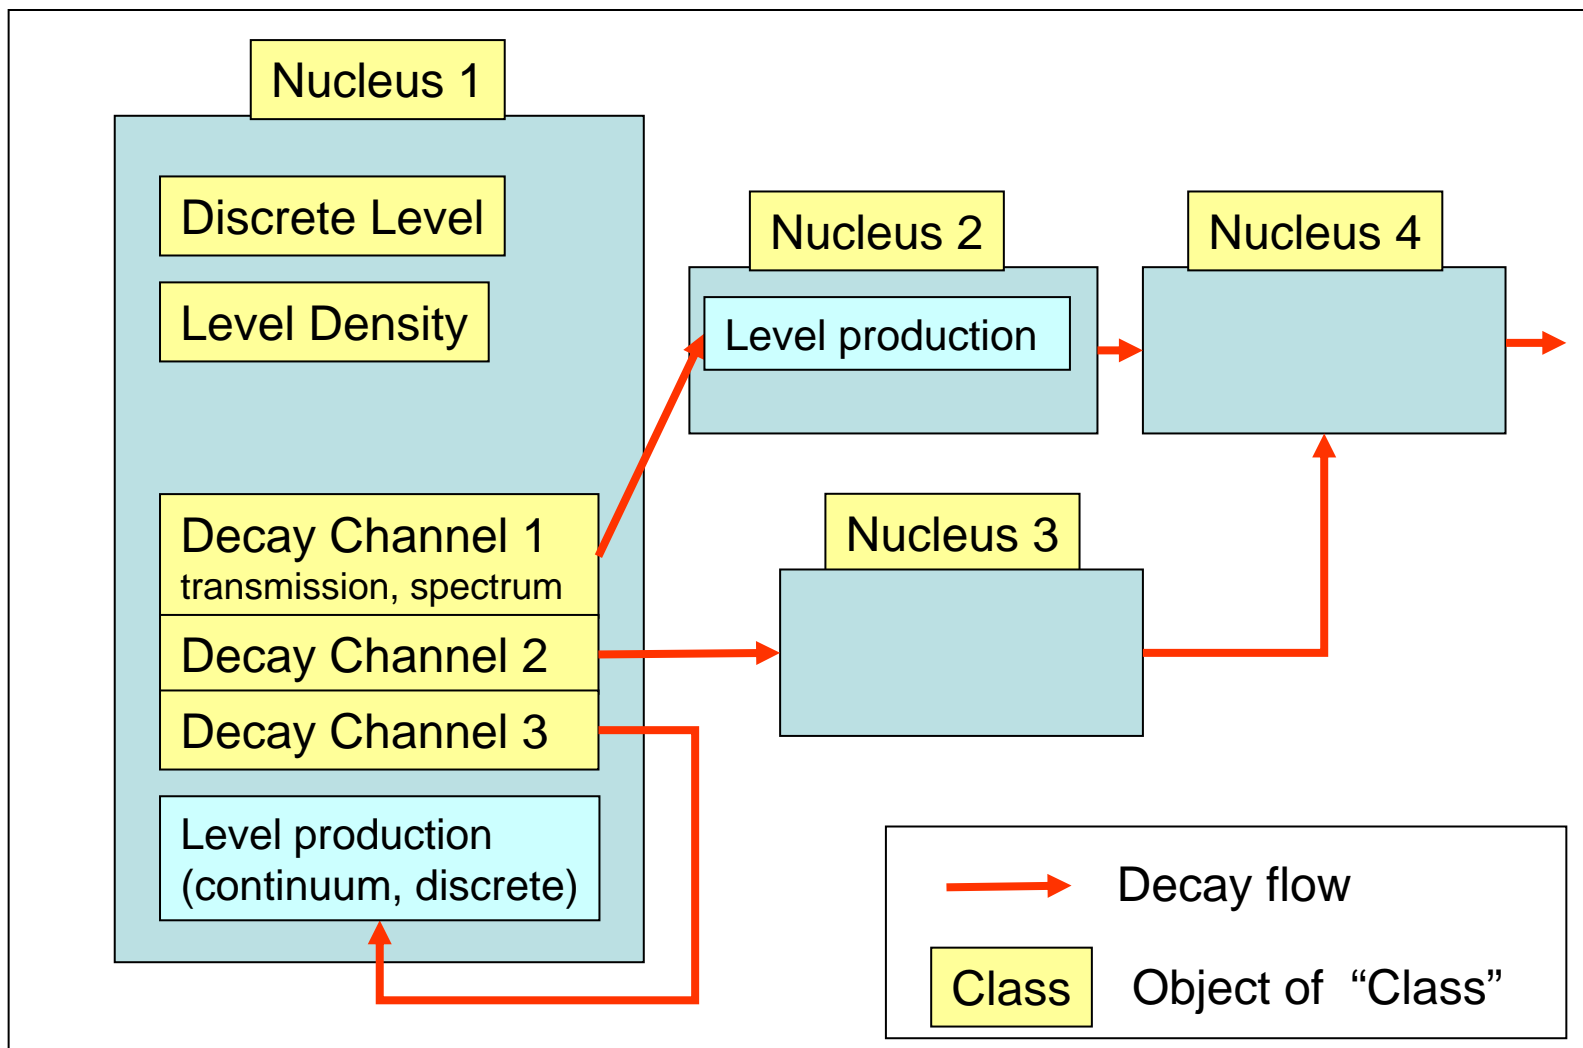 Nucleus 1
Discrete Level
Level Density
Decay Channel 1
transmission, spectrum
Decay Channel 2
Decay Channel 3
Level production
(continuum, discrete)
Nucleus 2
Level production
Nucleus 4
Nucleus 3
Decay flow
Class
Object of “Class”